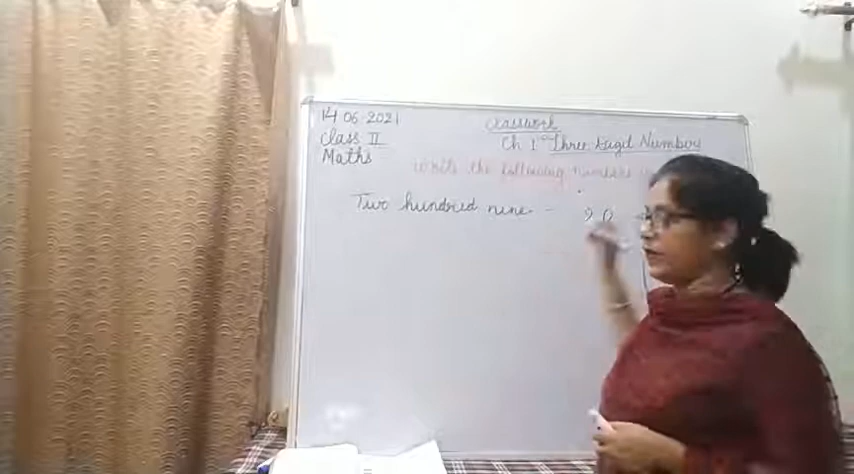 14 06-2021 Classwork
Class II Ch 1 Three Digit Numbers
Maths
Write the following numbers
Two hundred nine - 20